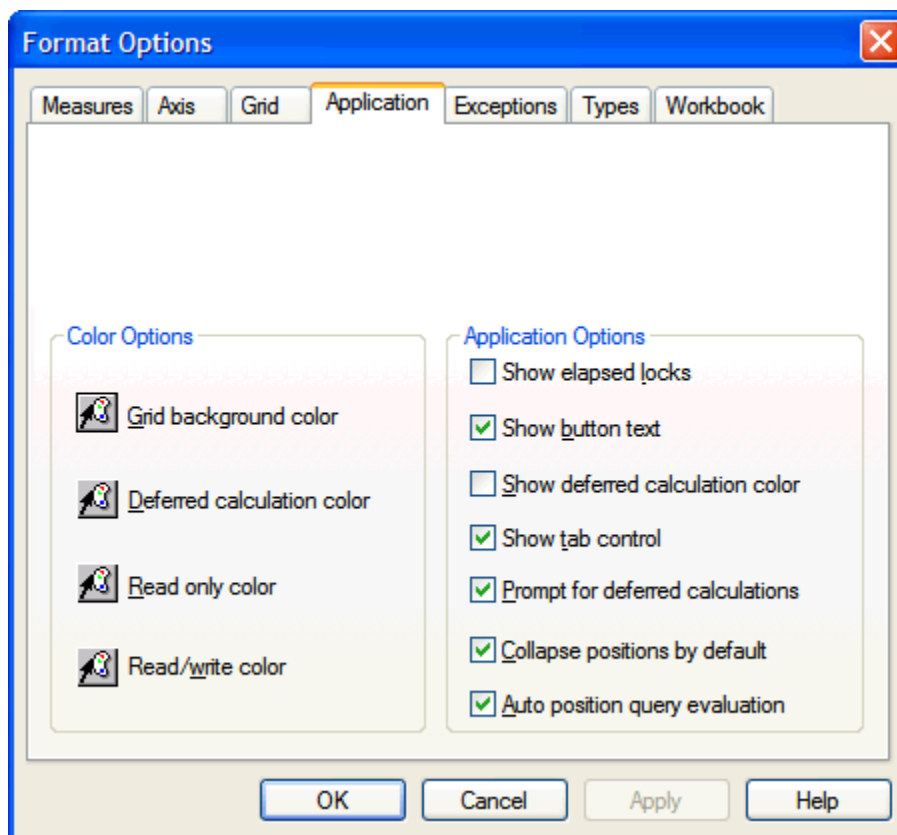 Format Options
Measures Axis Grid Application Exceptions Types Workbook
Color Options
Grid background color
Deferred calculation color
Read only color
Read/write color
Application Options
Show elapsed locks
Show button text
Show deferred calculation color
Show tab control
Prompt for deferred calculations
Collapse positions by default
Auto position query evaluation
OK Cancel Apply Help